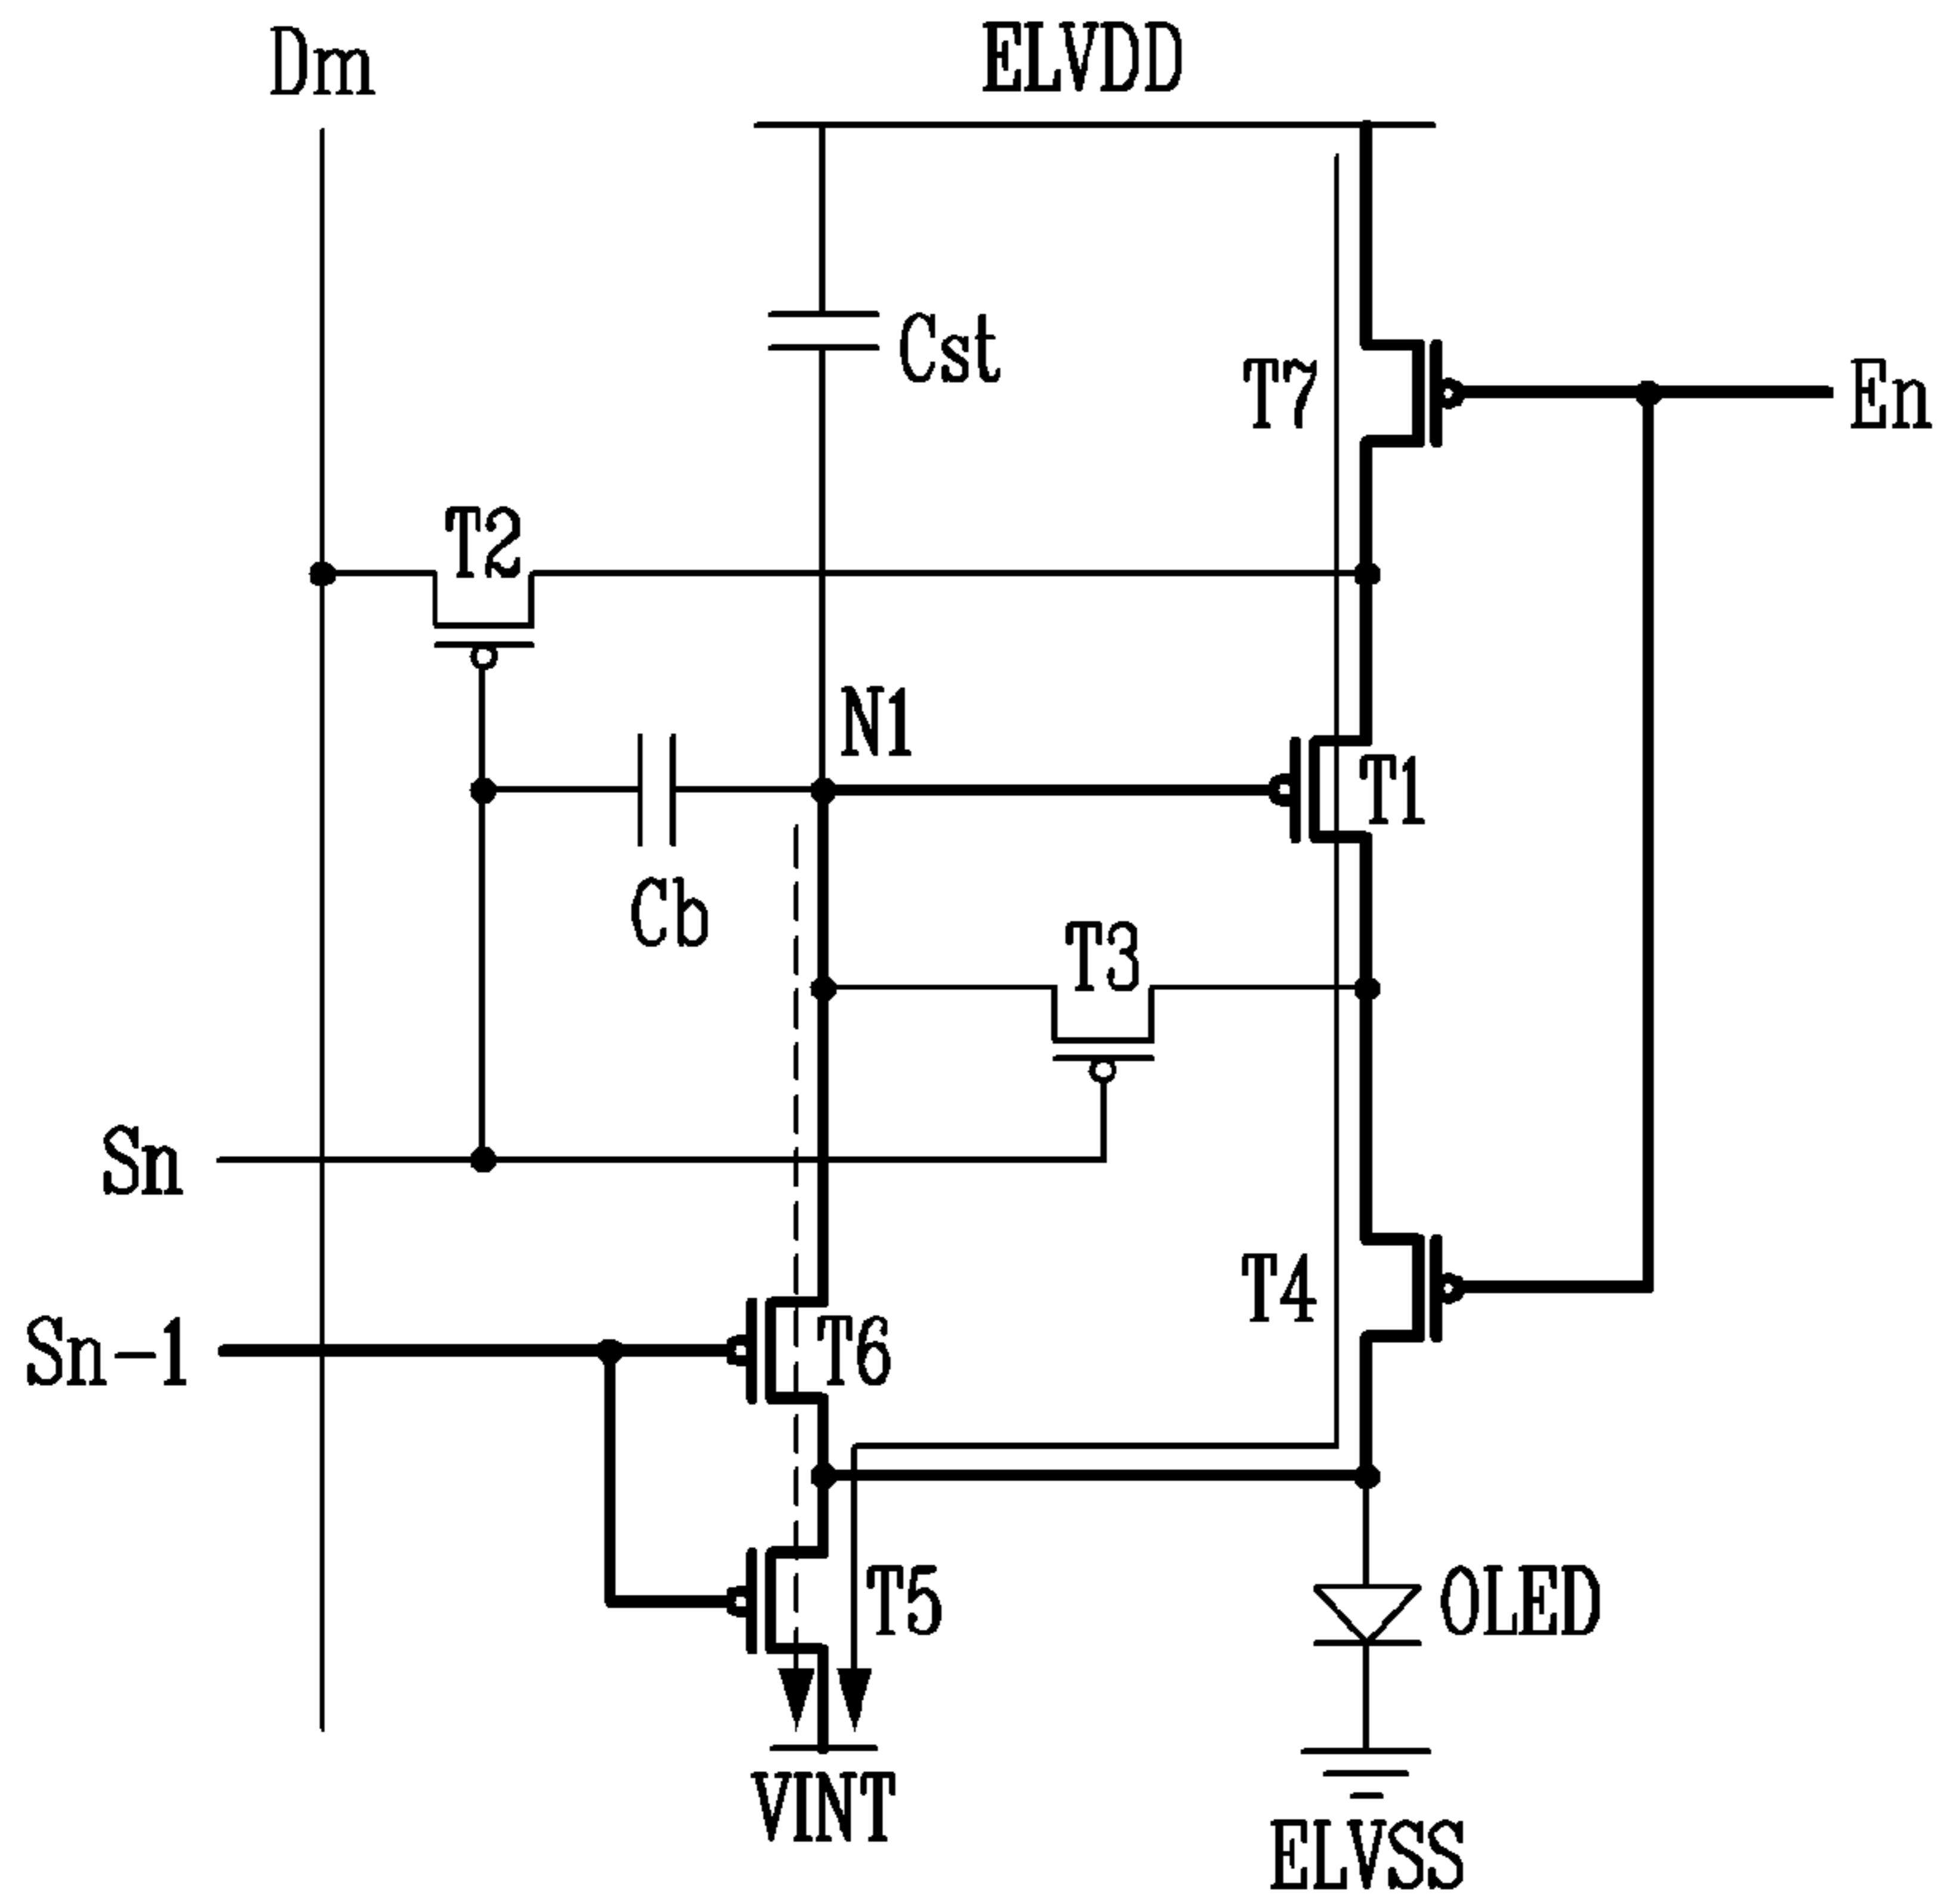 Dm
ELVDD
Cst
T7
En
T2
N1
T1
Cb
T3
Sn
T4
Sn-1
T6
T5
OLED
VINT
ELVSS